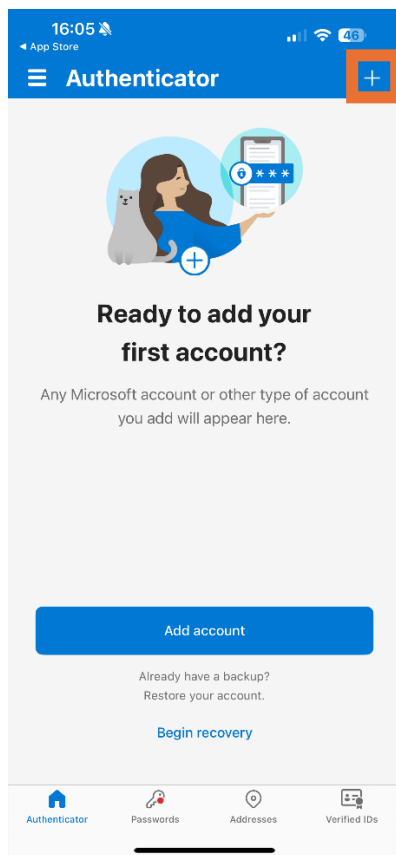 16:05
46
◀ App Store
Authenticator
***
Ready to add your
first account?
Any Microsoft account or other type of account
you add will appear here.
Add account
Already have a backup?
Restore your account.
Begin recovery
Authenticator
Passwords
Addresses
Verified IDs